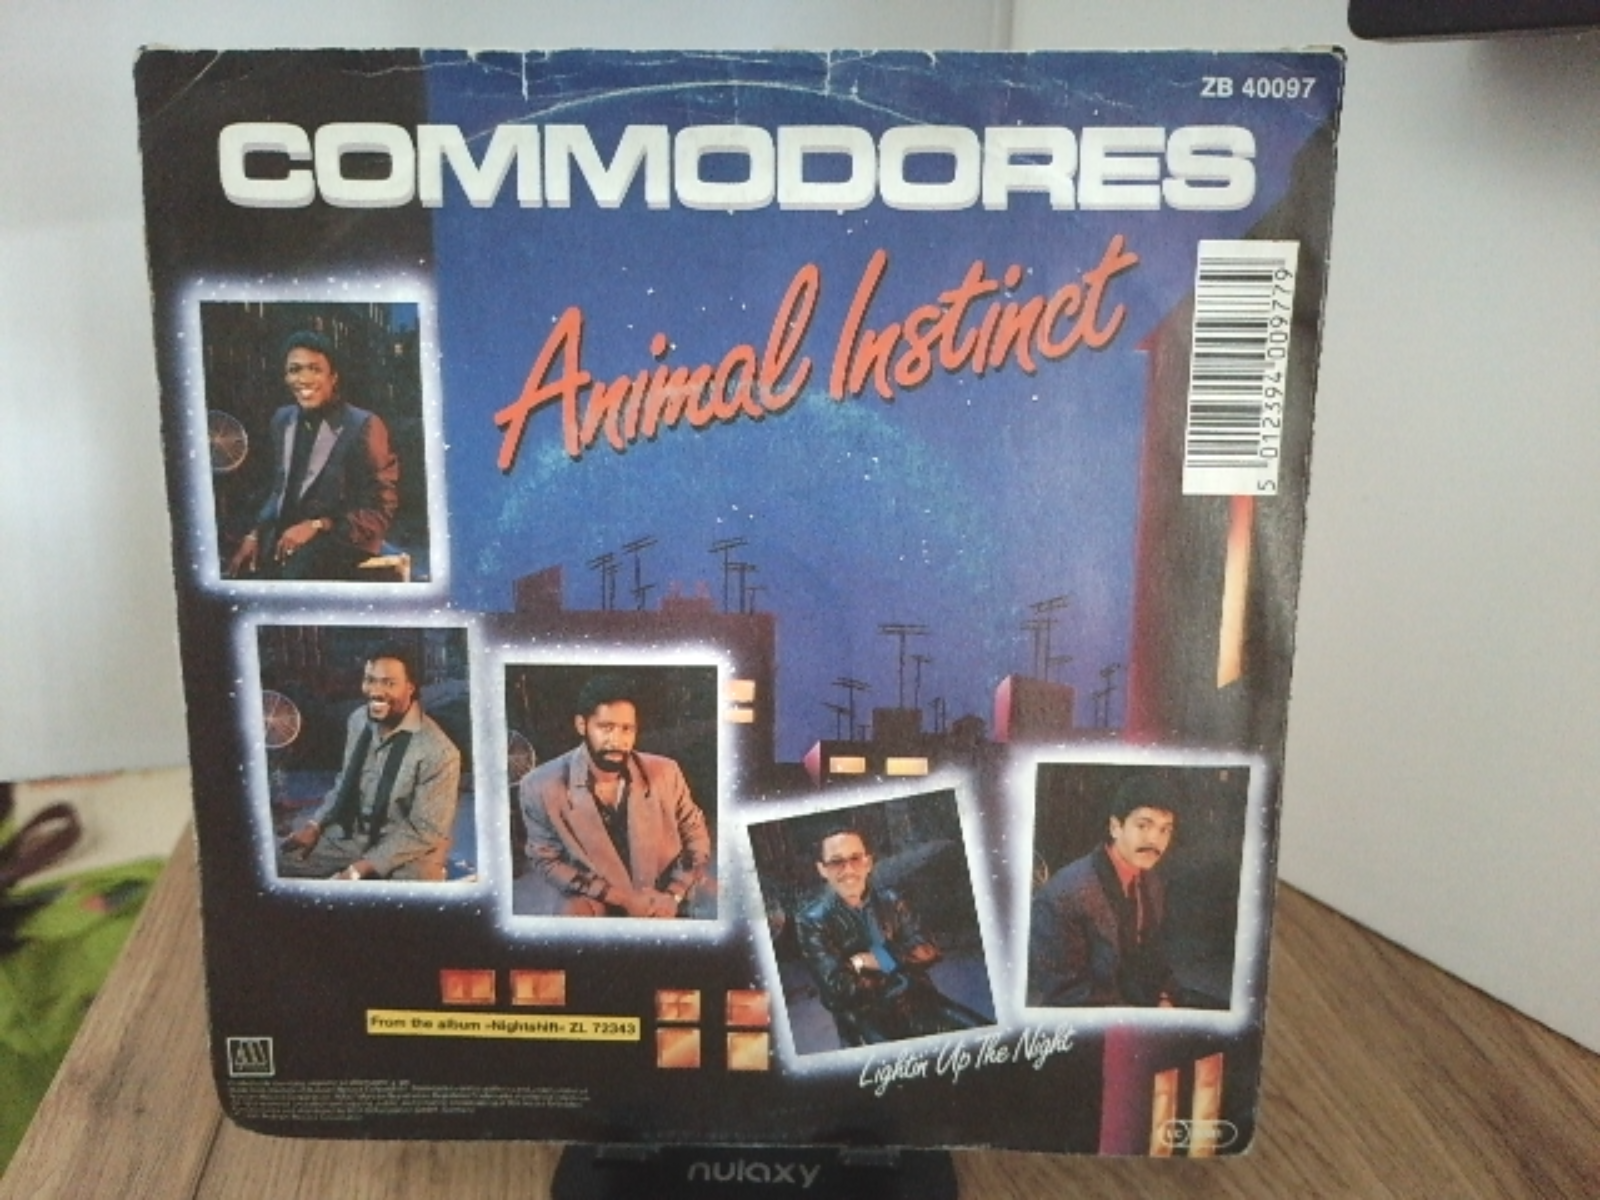 ZB 40097
COMMODORES
Animal Instinct
5 012394 009779
From the album -Nightshift- ZL 72343
Lightin' Up The Night
nulaxy